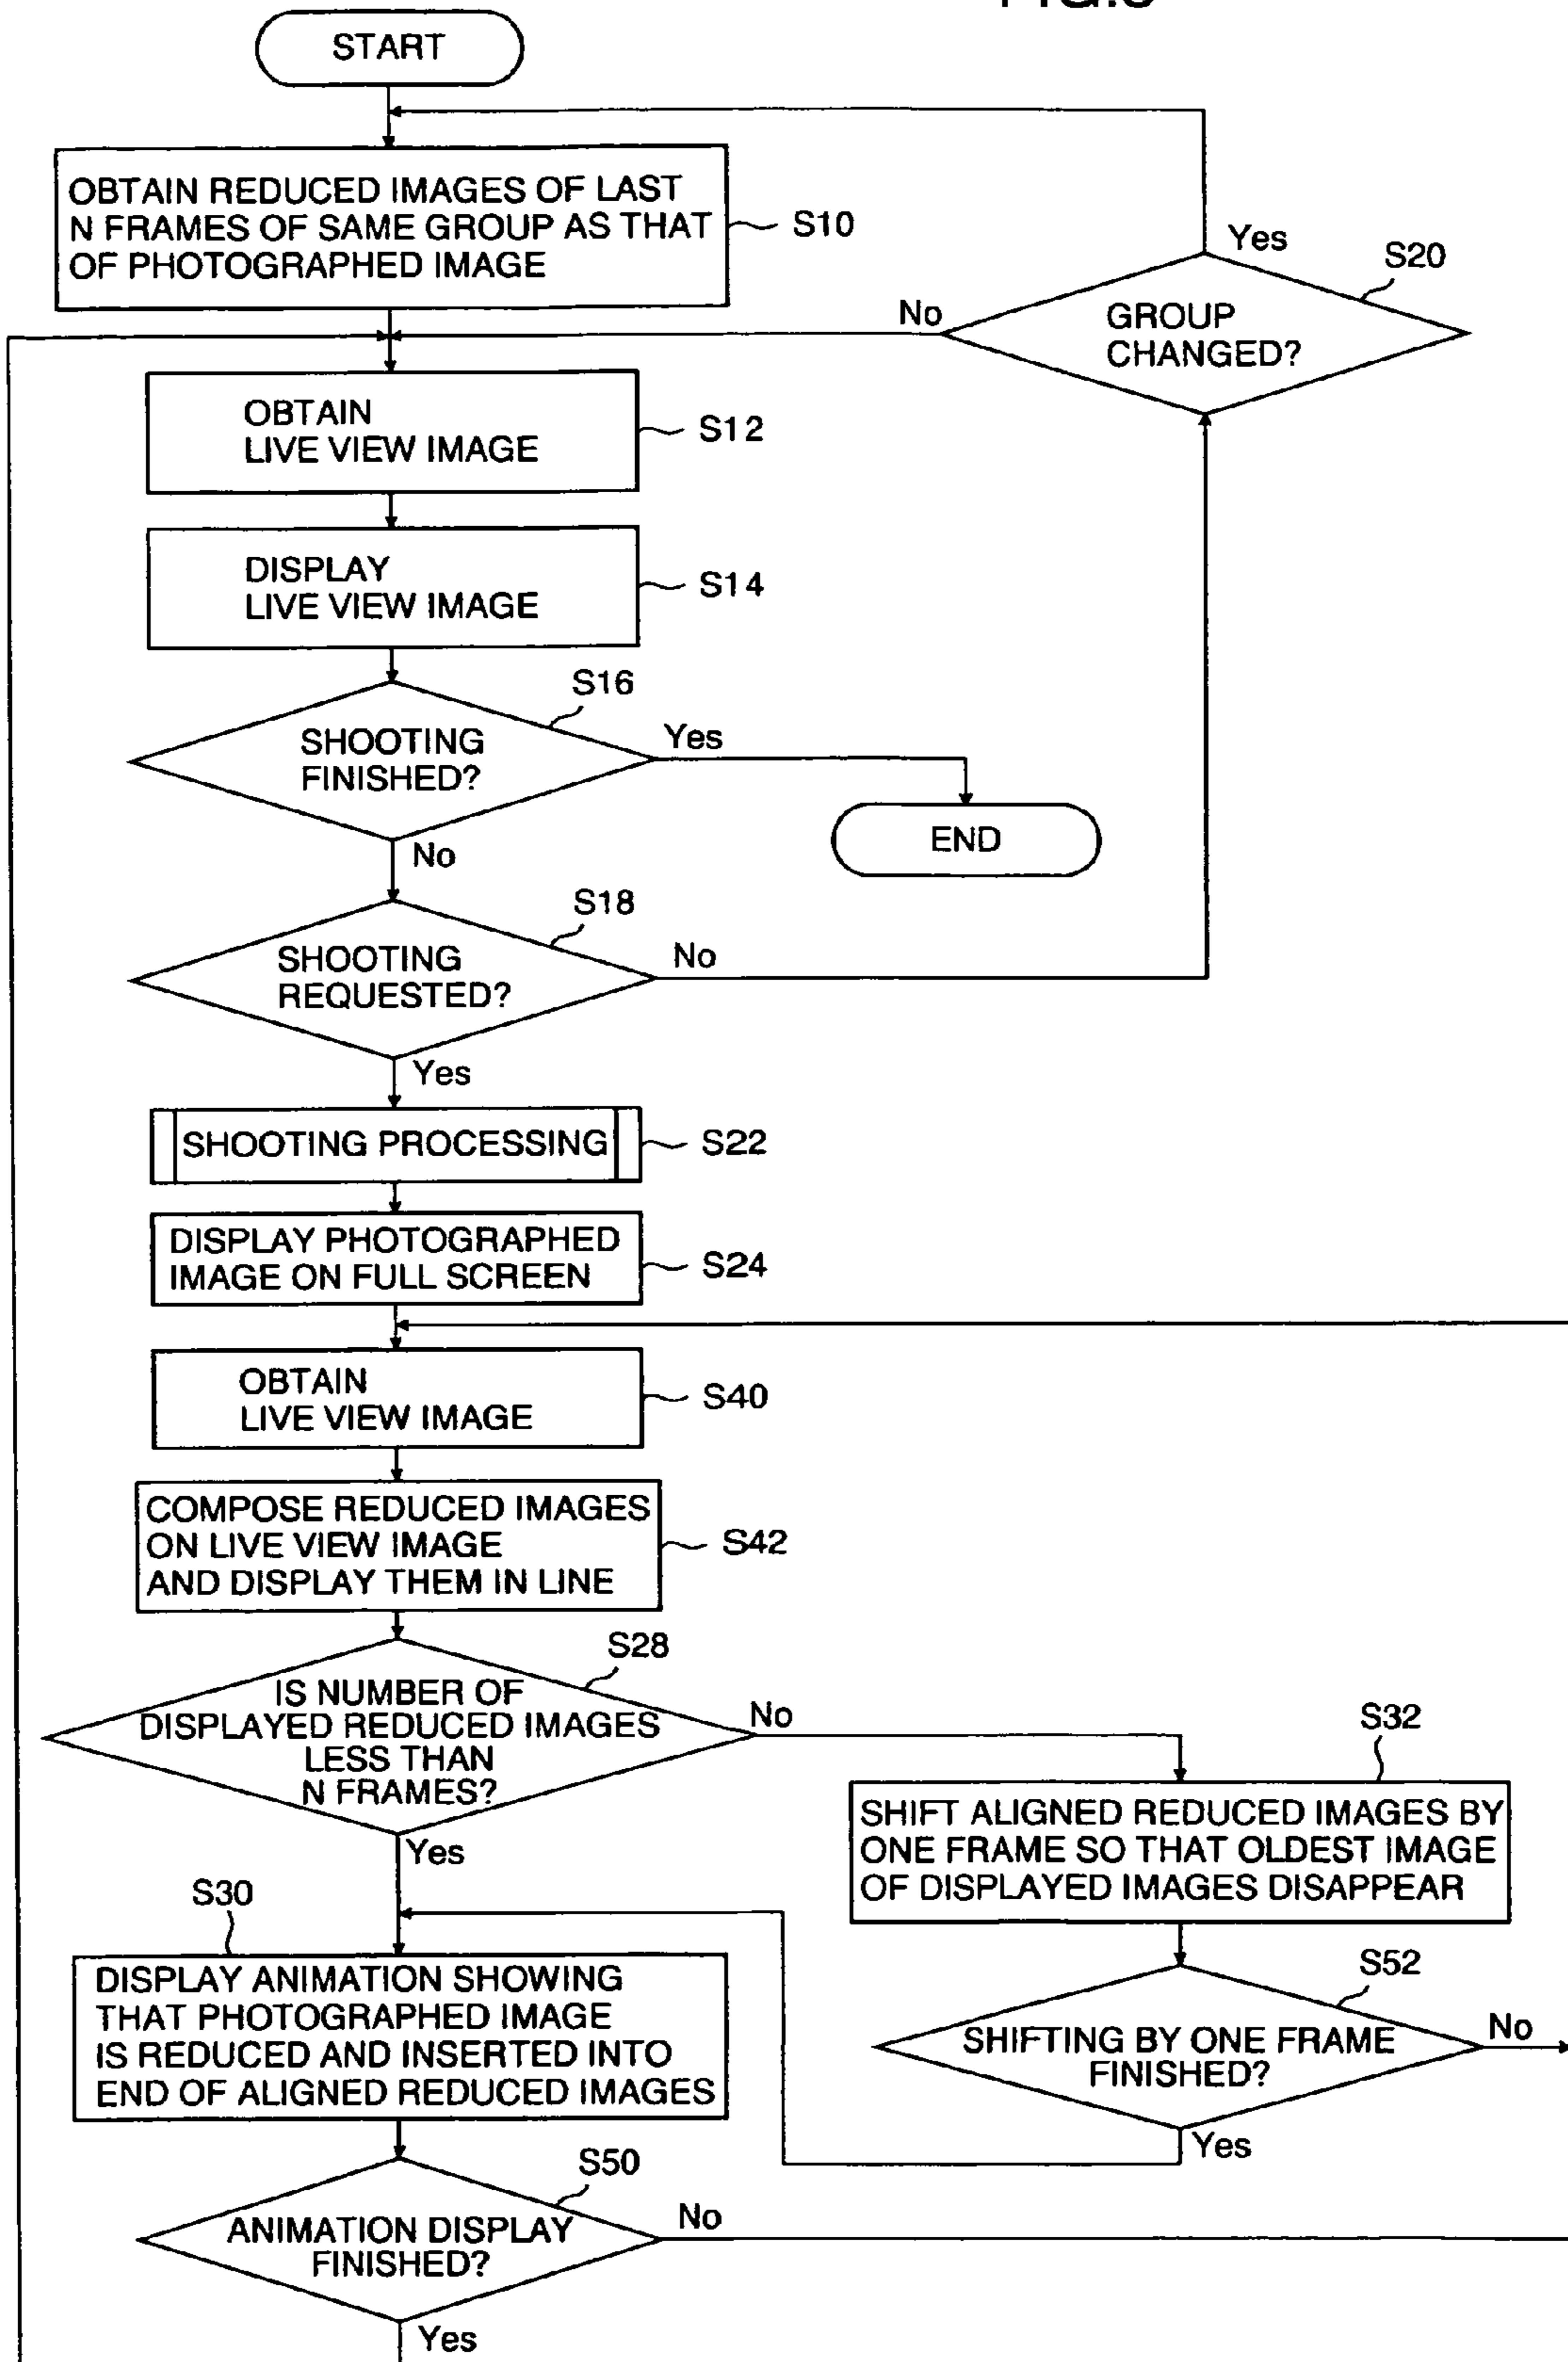 START
OBTAIN REDUCED IMAGES OF LAST
N FRAMES OF SAME GROUP AS THAT
OF PHOTOGRAPHED IMAGE
S10
Yes
S20
No
GROUP
CHANGED?
OBTAIN
LIVE VIEW IMAGE
S12
DISPLAY
LIVE VIEW IMAGE
S14
S16
SHOOTING
FINISHED?
Yes
END
No
S18
SHOOTING
REQUESTED?
No
Yes
SHOOTING PROCESSING
S22
DISPLAY PHOTOGRAPHED
IMAGE ON FULL SCREEN
S24
OBTAIN
LIVE VIEW IMAGE
S40
COMPOSE REDUCED IMAGES
ON LIVE VIEW IMAGE
AND DISPLAY THEM IN LINE
S42
S28
IS NUMBER OF
DISPLAYED REDUCED IMAGES
LESS THAN
N FRAMES?
No
S32
SHIFT ALIGNED REDUCED IMAGES BY
ONE FRAME SO THAT OLDEST IMAGE
OF DISPLAYED IMAGES DISAPPEAR
Yes
S30
DISPLAY ANIMATION SHOWING
THAT PHOTOGRAPHED IMAGE
IS REDUCED AND INSERTED INTO
END OF ALIGNED REDUCED IMAGES
S52
SHIFTING BY ONE FRAME
FINISHED?
No
Yes
S50
ANIMATION DISPLAY
FINISHED?
No
Yes